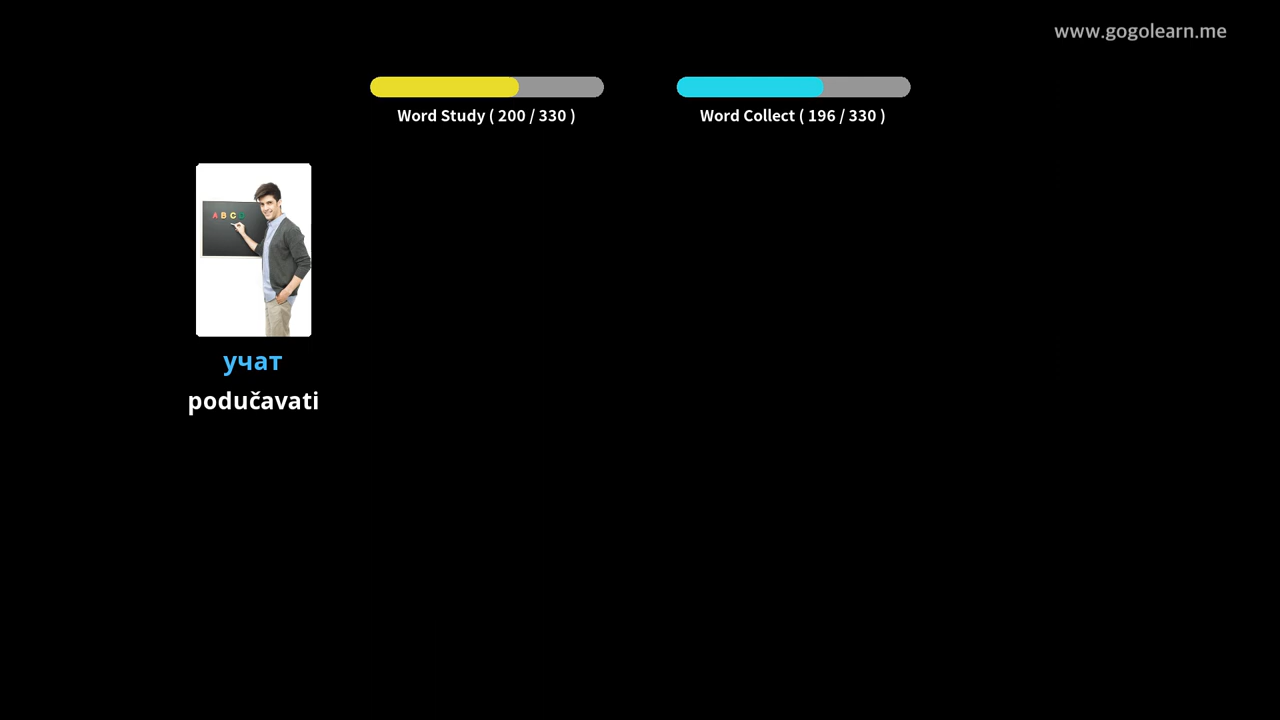 www.gogolearn.me
Word Study ( 200 / 330 )
Word Collect ( 196 / 330 )
A B C D
учат
podučavati